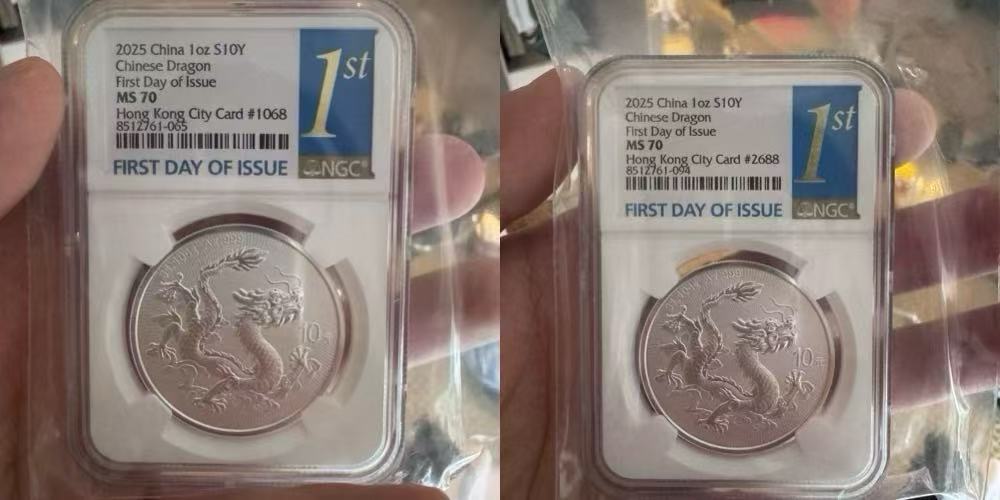 2025 China 1oz S10Y
Chinese Dragon
First Day of Issue
MS 70
Hong Kong City Card #1068
8512761-065
FIRST DAY OF ISSUE
1st
NGC®
10元
2025 China 1oz S10Y
Chinese Dragon
First Day of Issue
MS 70
Hong Kong City Card #2688
8512761-094
FIRST DAY OF ISSUE
1st
NGC®
10元